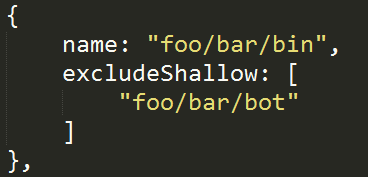 {
    name: "foo/bar/bin",
    excludeShallow: [
        "foo/bar/bot"
    ]
},